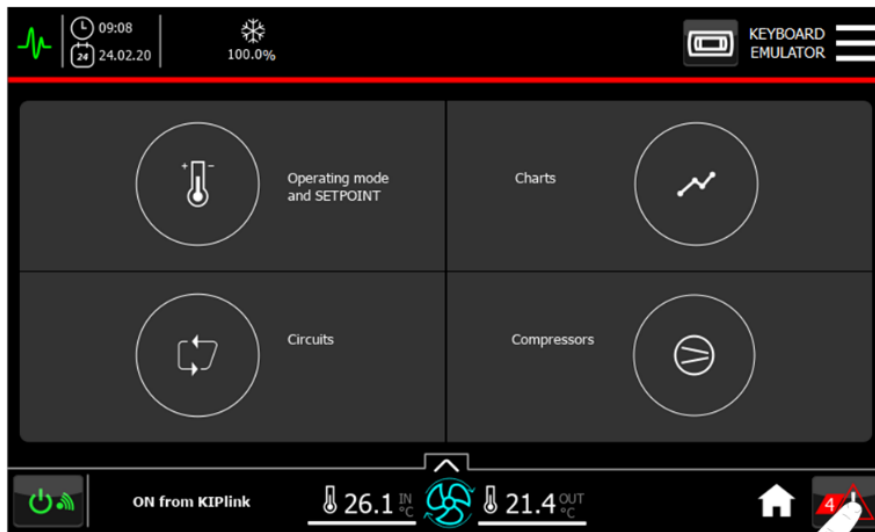 09:08
24
24.02.20
100.0%
KEYBOARD
EMULATOR
Operating mode
and SETPOINT
Charts
Circuits
Compressors
ON from KIPlink
26.1 IN °C
21.4 OUT °C
4